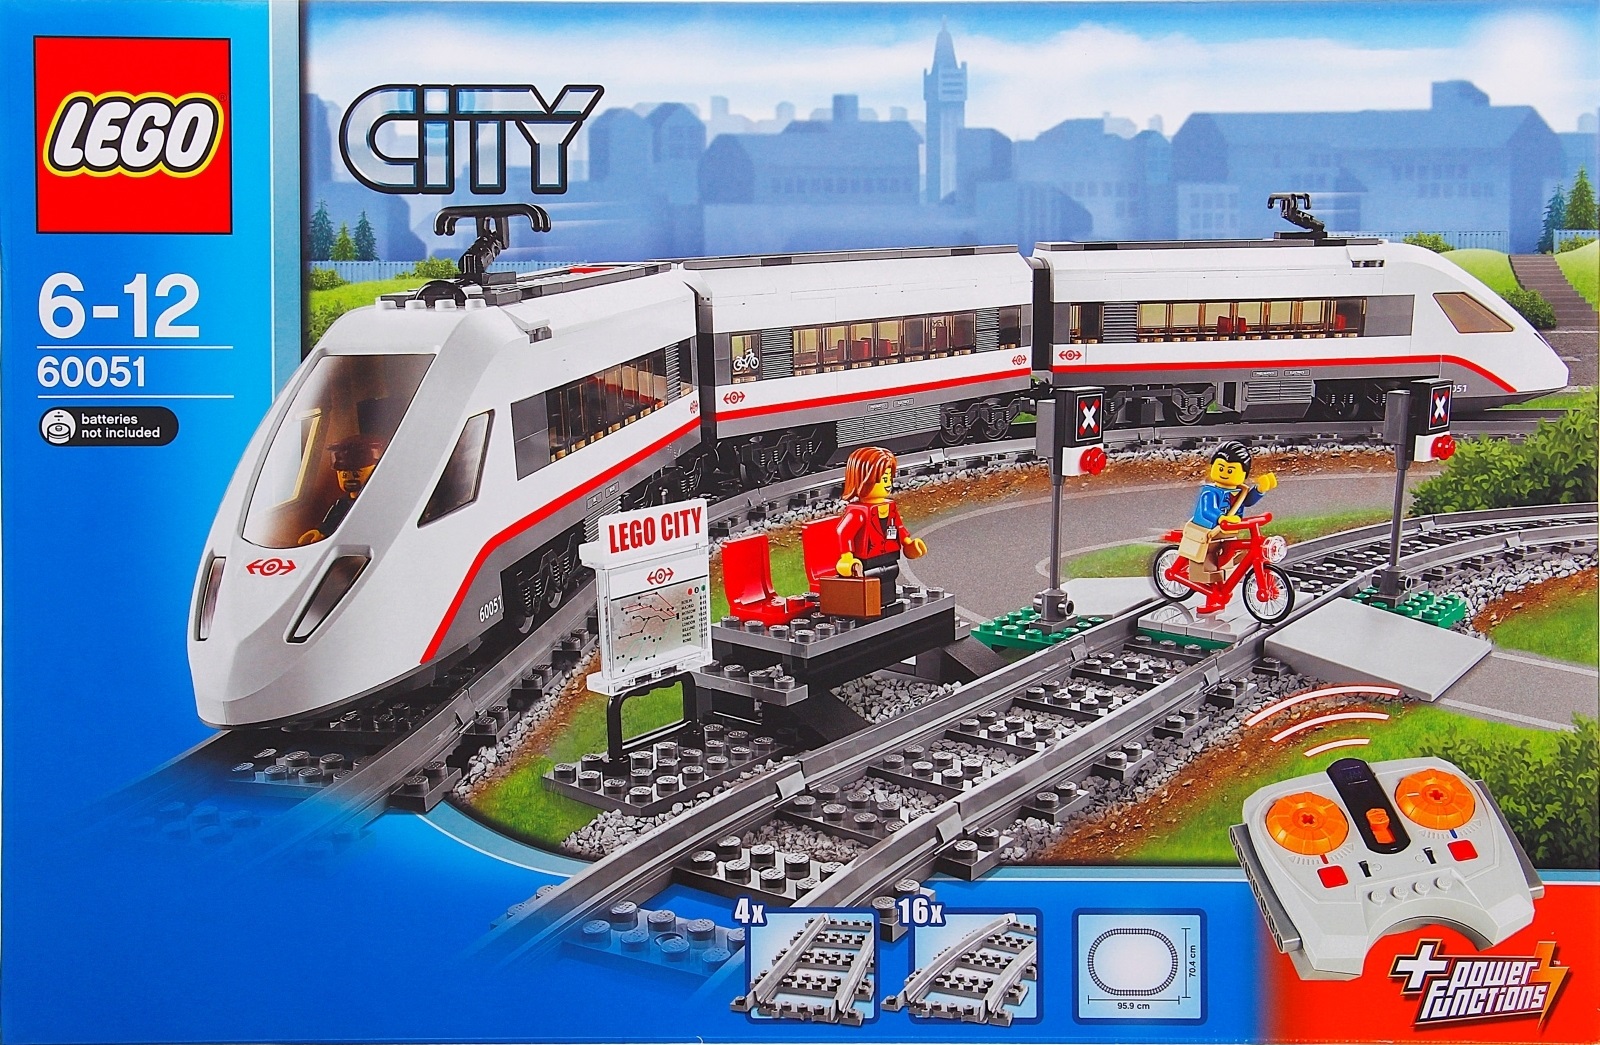 LEGO
CITY
6-12
60051
batteries
not included
60051
LEGO CITY
4x
16x
70.4 cm
95.9 cm
+power
functions™